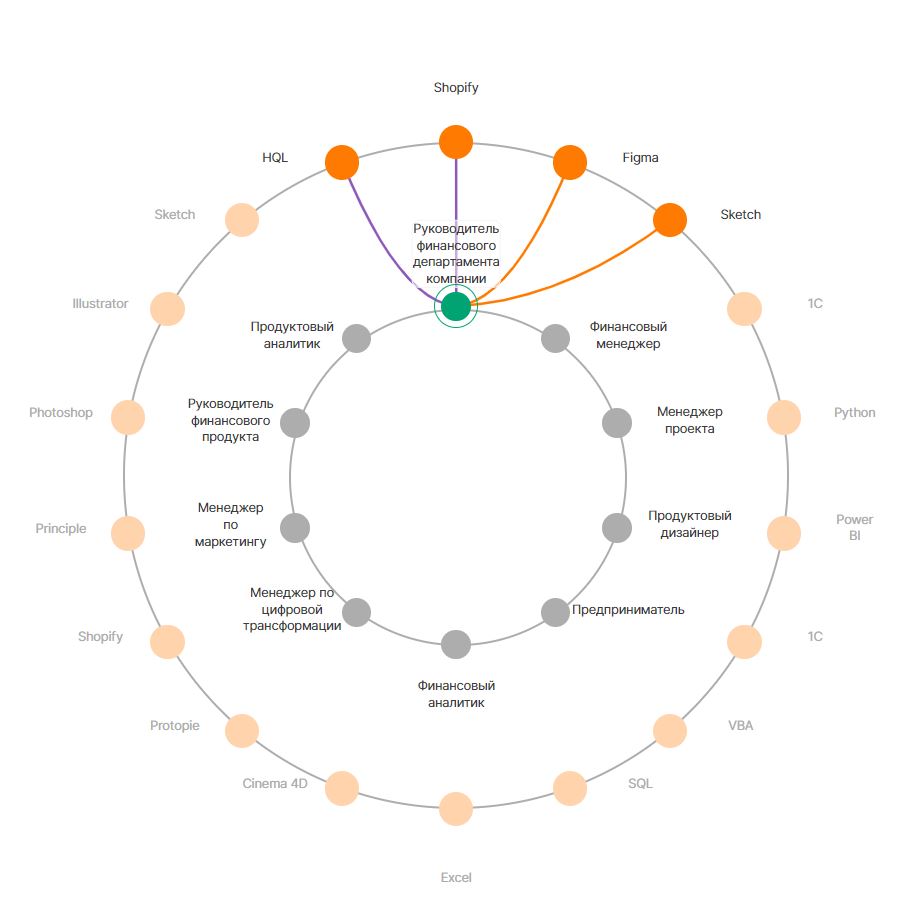 Shopify
HQL
Figma
Sketch
Sketch
Руководитель
финансового
департамента
компании
Illustrator
1C
Продуктовый
аналитик
Финансовый
менеджер
Photoshop
Руководитель
финансового
продукта
Менеджер
проекта
Python
Principle
Менеджер
по
маркетингу
Продуктовый
дизайнер
Power
BI
Менеджер по
цифровой
трансформации
Предприниматель
Shopify
1C
Финансовый
аналитик
Protopie
VBA
Cinema 4D
SQL
Excel